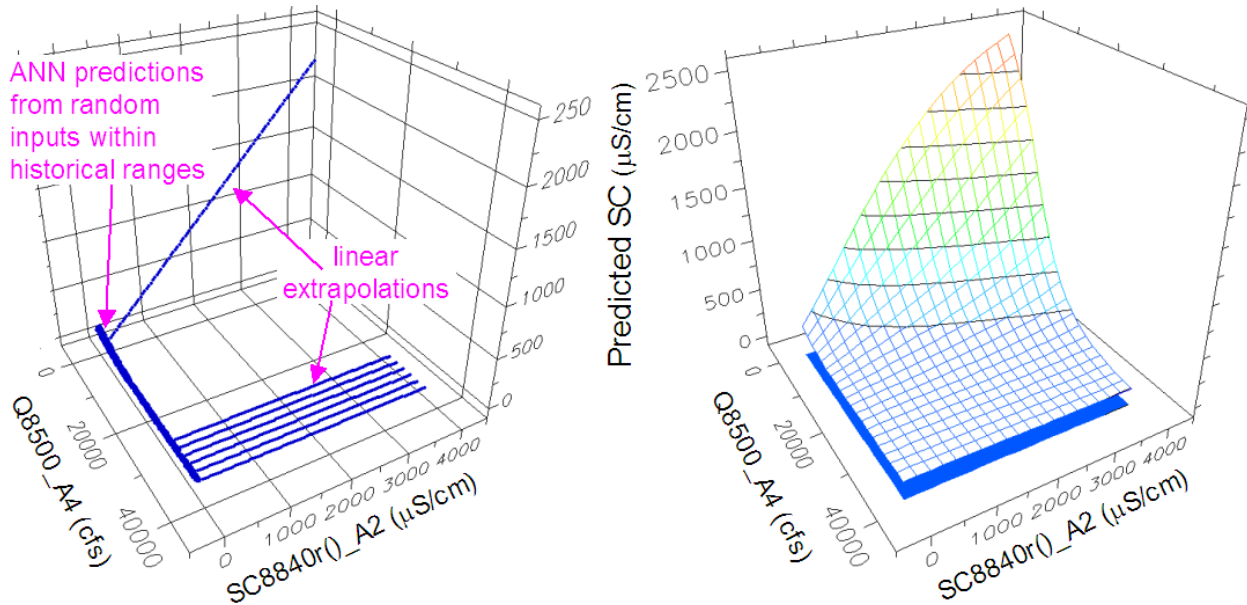 ANN predictions
from random
inputs within
historical ranges
linear
extrapolations
250
2000
1500
1000
500
0
0
20000
40000
Q8500_A4 (cfs)
0
1000
2000
3000
4000
SC8840r()_A2 (µS/cm)
Predicted SC (µS/cm)
2500
2000
1500
1000
500
0
0
20000
40000
Q8500_A4 (cfs)
0
1000
2000
3000
4000
SC8840r()_A2 (µS/cm)